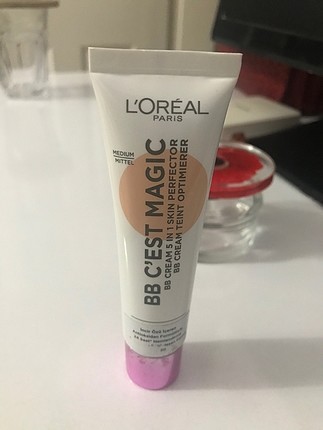 L'ORÉAL
PARIS
MEDIUM
MITTEL
BB C'EST MAGIC
BB CREAM 5 IN 1 SKIN PERFECTOR
BB CREAM TEINT OPTIMIERER